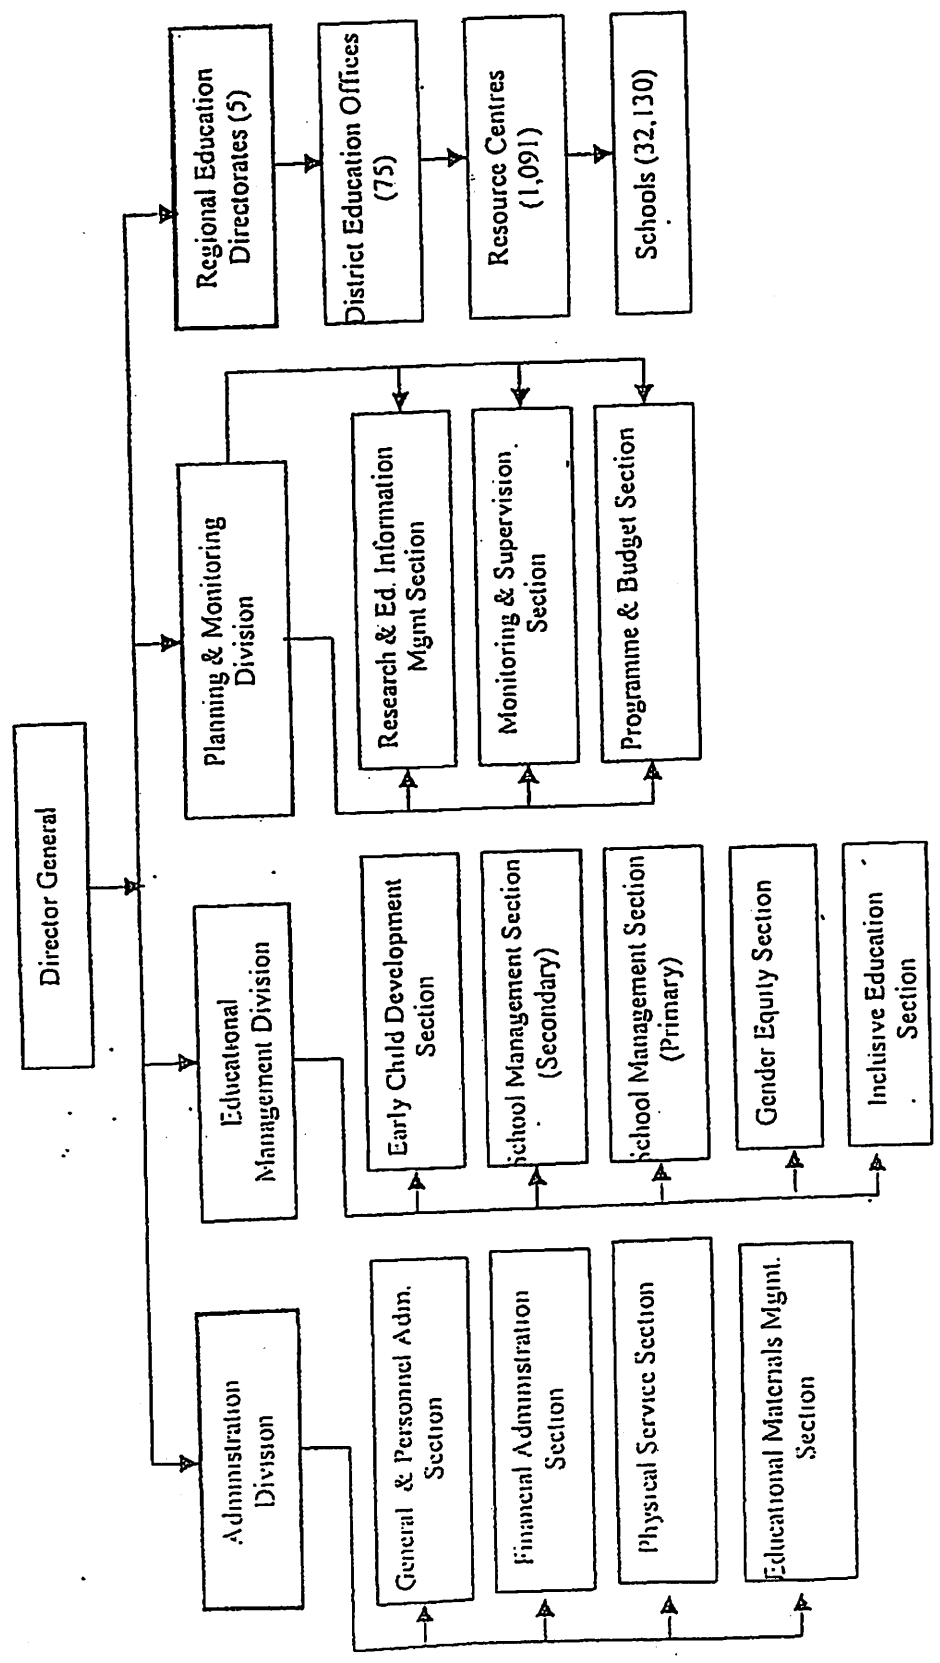 Director General
Administration
Division
General & Personnel Adm.
Section
Financial Administration
Section
Physical Service Section
Educational Materials Mgmt.
Section
Educational
Management Division
Early Child Development
Section
School Management Section
(Secondary)
School Management Section
(Primary)
Gender Equity Section
Inclusive Education
Section
Planning & Monitoring
Division
Research & Ed. Information
Mgmt Section
Monitoring & Supervision
Section
Programme & Budget Section
Regional Education
Directorates (5)
District Education Offices
(75)
Resource Centres
(1,091)
Schools (32,130)